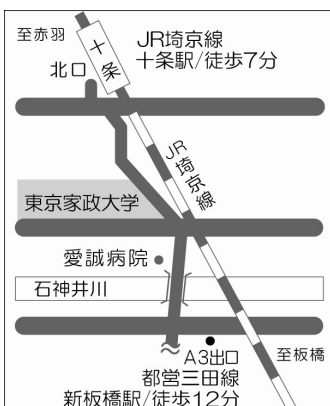 至赤羽
十条
JR埼京線
十条駅/徒歩7分
北口
JR埼京線
東京家政大学
愛誠病院
石神井川
A3出口
至板橋
都営三田線
新板橋駅/徒歩12分